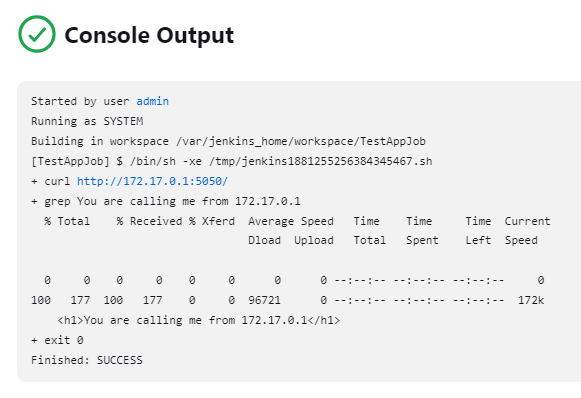 Console Output
Started by user admin
Running as SYSTEM
Building in workspace /var/jenkins_home/workspace/TestAppJob
[TestAppJob] $ /bin/sh -xe /tmp/jenkins1881255256384345467.sh
+ curl http://172.17.0.1:5050/
+ grep You are calling me from 172.17.0.1
  % Total    % Received % Xferd  Average Speed   Time    Time     Time  Current
                                 Dload  Upload   Total   Spent    Left  Speed
  0     0    0     0    0     0      0      0 --:--:-- --:--:-- --:--:--     0
100   177  100   177    0     0  96721      0 --:--:-- --:--:-- --:--:--  172k
    <h1>You are calling me from 172.17.0.1</h1>
+ exit 0
Finished: SUCCESS